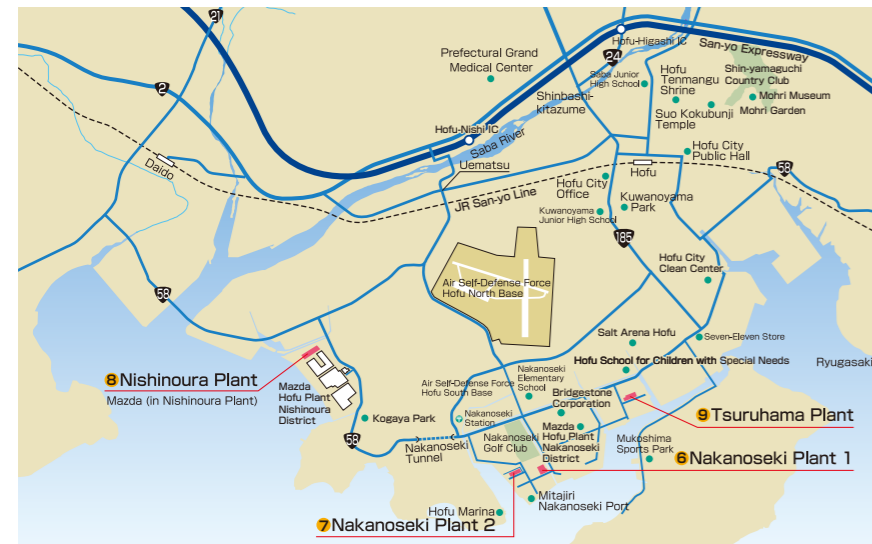 21
Hofu-Higashi IC
San-yo Expressway
24
Prefectural Grand
Medical Center
Saba Junior
High School
Hofu
Tenmangu
Shrine
Shin-yamaguchi
Country Club
2
Shinbashi-
kitazume
Mohri Museum
Suo Kokubunji
Temple
Mohri Garden
Hofu-Nishi IC
Saba River
Hofu City
Public Hall
Daido
Uematsu
Hofu
58
JR San-yo Line
Hofu City
Office
Kuwanoyama
Park
Kuwanoyama
Junior High School
185
Hofu City
Clean Center
58
Air Self-Defense Force
Hofu North Base
Salt Arena Hofu
Seven-Eleven Store
Hofu School for Children with Special Needs
Ryugasaki
8 Nishinoura Plant
Mazda (in Nishinoura Plant)
Mazda
Hofu Plant
Nishinoura
District
Air Self-Defense Force
Hofu South Base
Nakanoseki
Elementary
School
Bridgestone
Corporation
Kogaya Park
Nakanoseki
Station
9 Tsuruhama Plant
58
Nakanoseki
Tunnel
Nakanoseki
Golf Club
Mazda
Hofu Plant
Nakanoseki
District
Mukoshima
Sports Park
6 Nakanoseki Plant 1
Mitajiri
Nakanoseki Port
Hofu Marina
7 Nakanoseki Plant 2